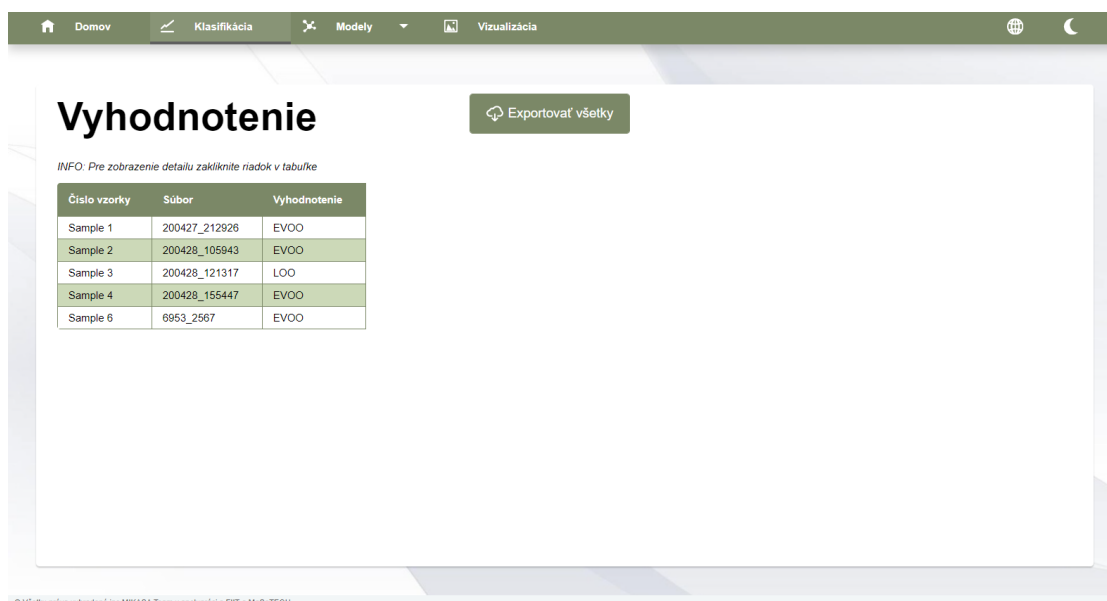 Domov Klasifikácia Modely Vizualizácia
Vyhodnotenie
Exportovať všetky
INFO: Pre zobrazenie detailu zakliknite riadok v tabuľke
Číslo vzorky Súbor Vyhodnotenie
Sample 1 200427_212926 EVOO
Sample 2 200428_105943 EVOO
Sample 3 200428_121317 LOO
Sample 4 200428_155447 EVOO
Sample 6 6953_2567 EVOO